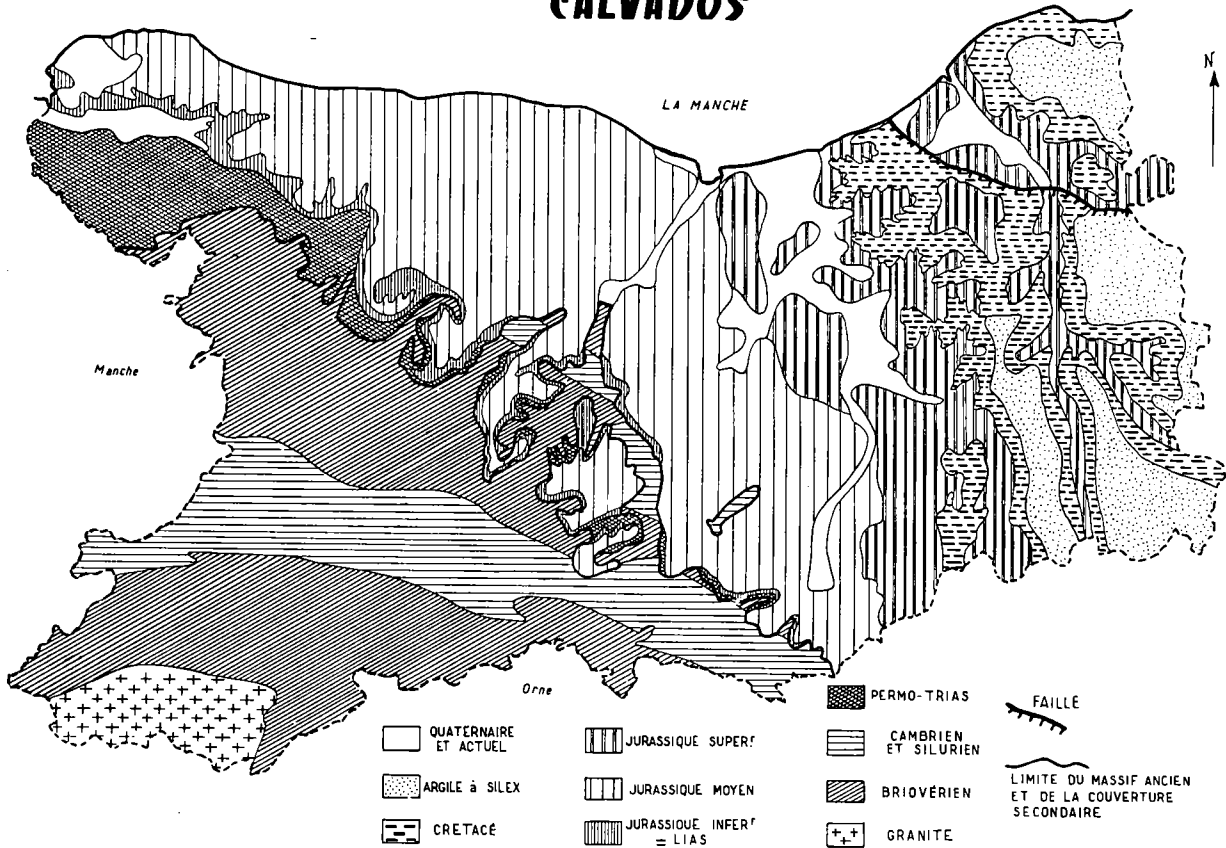 CALVADOS
LA MANCHE
N
Manche
Orne
QUATERNAIRE
ET ACTUEL
ARGILE à SILEX
CRETACÉ
JURASSIQUE SUPERʳ
JURASSIQUE MOYEN
JURASSIQUE INFERʳ
= LIAS
PERMO-TRIAS
CAMBRIEN
ET SILURIEN
BRIOVÉRIEN
GRANITE
FAILLE
LIMITE DU MASSIF ANCIEN
ET DE LA COUVERTURE
SECONDAIRE